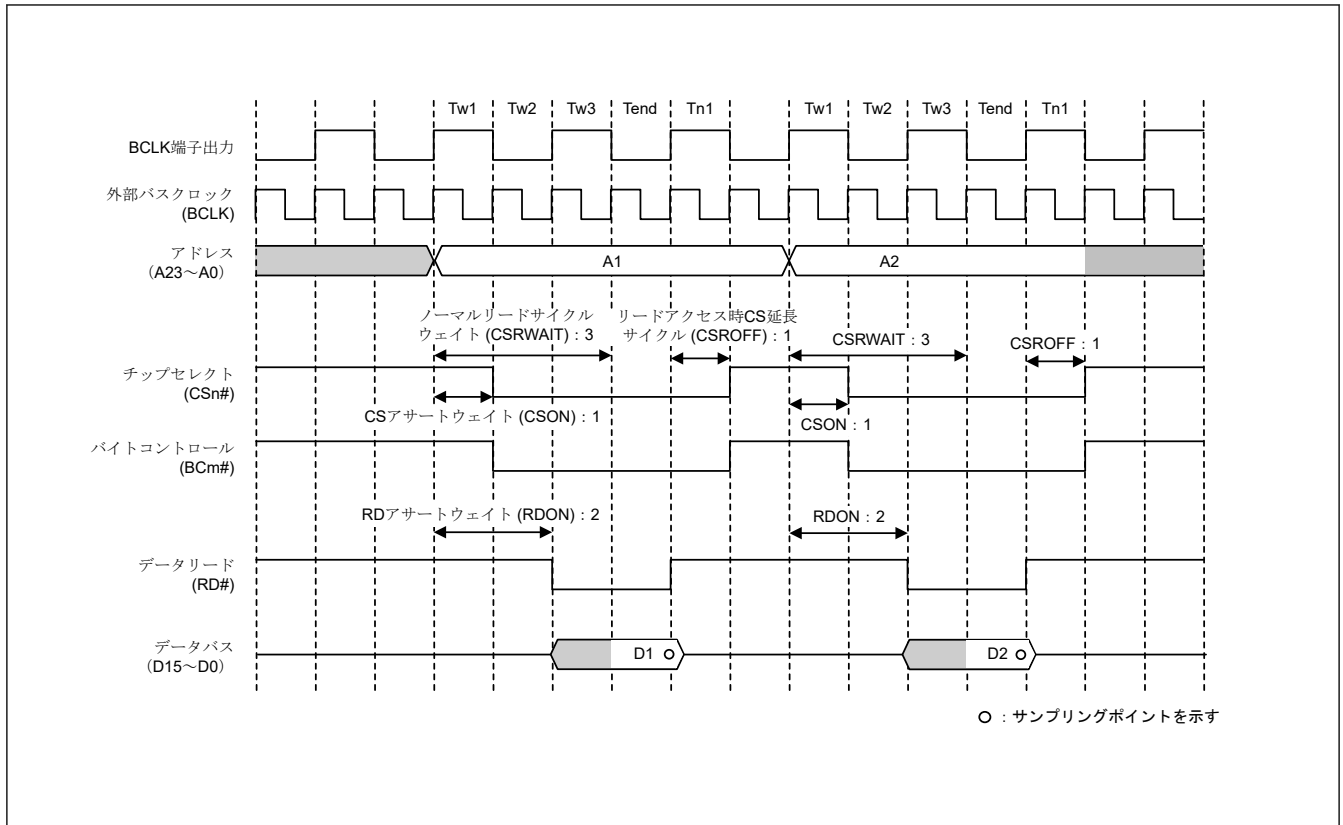 Tw1 Tw2 Tw3 Tend Tn1 Tw1 Tw2 Tw3 Tend Tn1
BCLK端子出力
外部バスクロック
(BCLK)
アドレス
(A23～A0)
A1 A2
ノーマルリードサイクル
ウェイト (CSRWAIT) : 3
リードアクセス時CS延長
サイクル (CSROFF) : 1
CSRWAIT : 3
CSROFF : 1
チップセレクト
(CSn#)
CSアサートウェイト (CSON) : 1
CSON : 1
バイトコントロール
(BCm#)
RDアサートウェイト (RDON) : 2
RDON : 2
データリード
(RD#)
データバス
(D15～D0)
D1 D2
○ : サンプリングポイントを示す